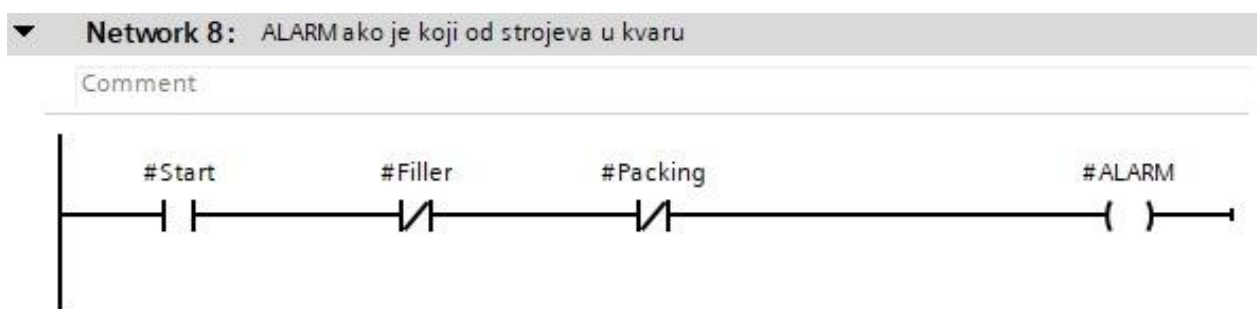 Network 8: ALARM ako je koji od strojeva u kvaru
Comment
#Start #Filler #Packing #ALARM